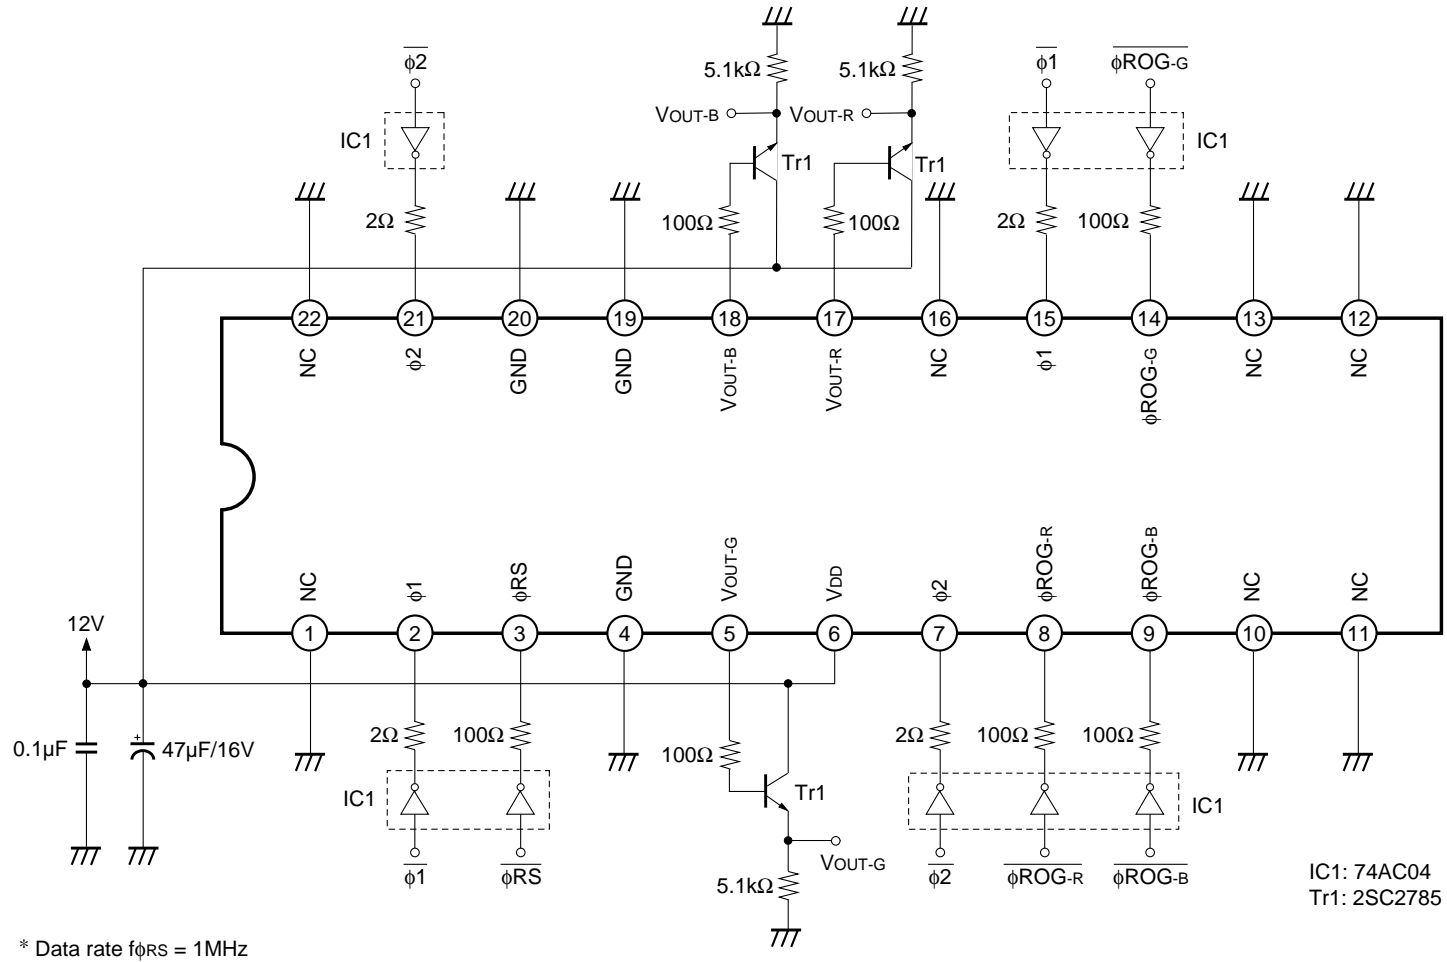 φ2
5.1kΩ
5.1kΩ
φ1
φROG-G
VOUT-B
VOUT-R
IC1
Tr1
Tr1
IC1
2Ω
100Ω
100Ω
2Ω
100Ω
22
21
20
19
18
17
16
15
14
13
12
NC
φ2
GND
GND
VOUT-B
VOUT-R
NC
φ1
φROG-G
NC
NC
NC
φ1
φRS
GND
VOUT-G
VDD
φ2
φROG-R
φROG-B
NC
NC
1
2
3
4
5
6
7
8
9
10
11
12V
0.1µF
+
47µF/16V
2Ω
100Ω
100Ω
2Ω
100Ω
100Ω
IC1
Tr1
IC1
φ1
φRS
VOUT-G
φ2
φROG-R
φROG-B
5.1kΩ
IC1: 74AC04
Tr1: 2SC2785
* Data rate fφRS = 1MHz